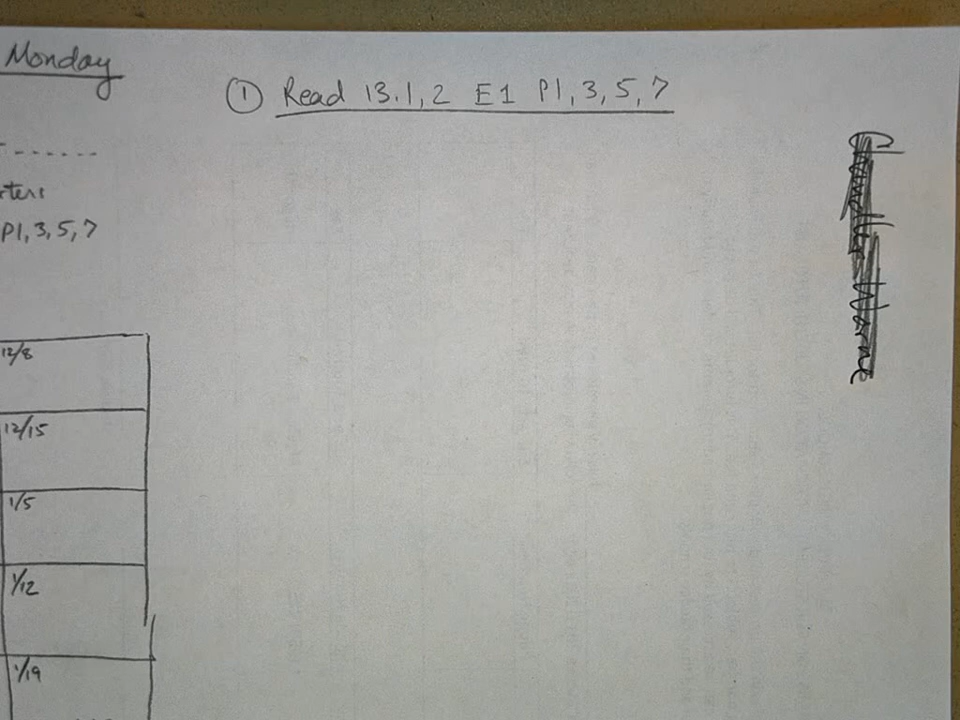 Monday
① Read 13.1, 2 E1 P1, 3, 5, 7
P1, 3, 5, 7
12/8
12/15
1/5
1/12
1/19